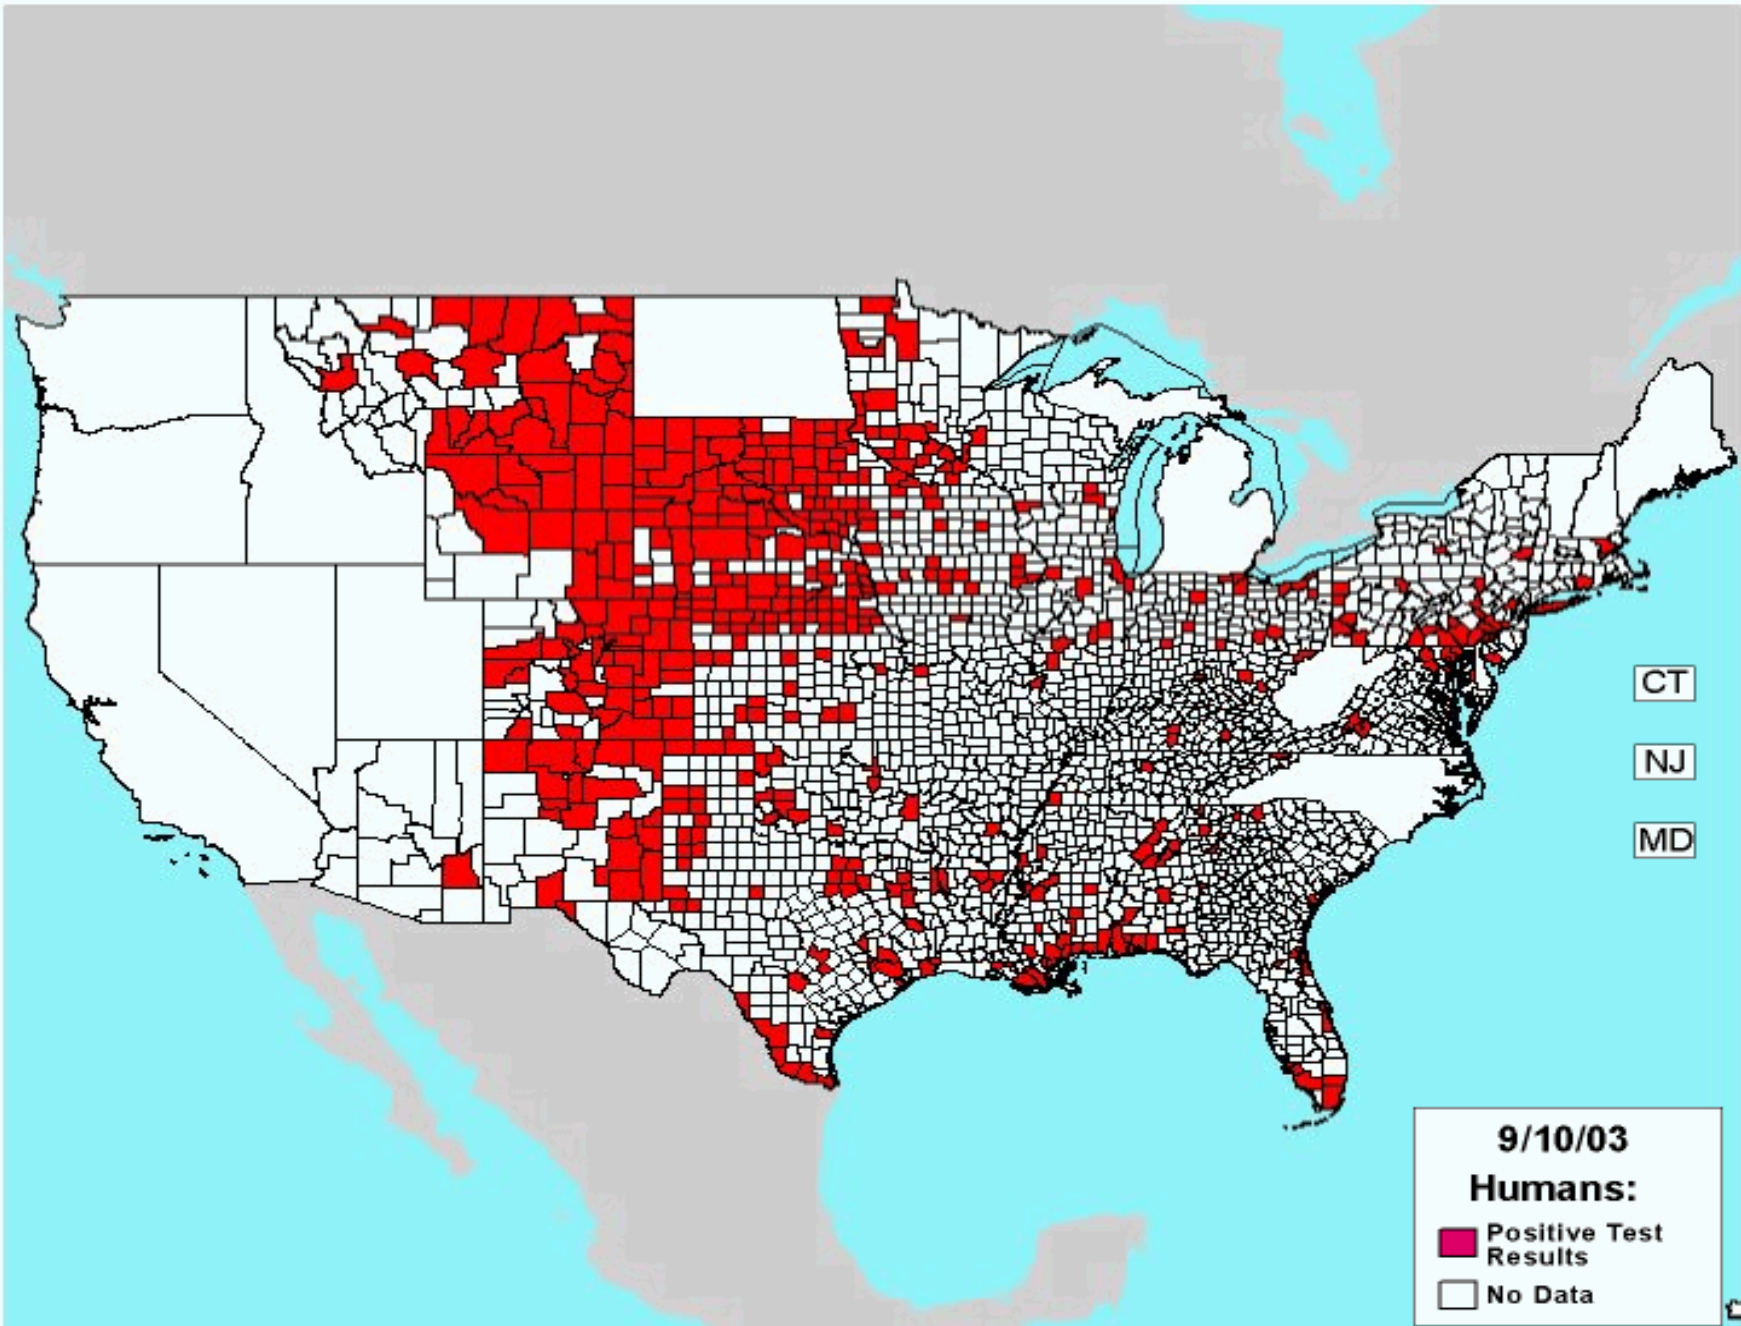 CT
NJ
MD
9/10/03
Humans:
Positive Test
Results
No Data